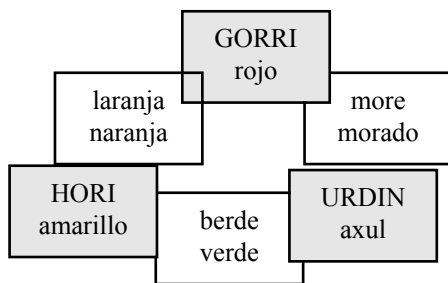 GORRI
rojo
laranja
naranja
more
morado
HORI
amarillo
URDIN
axul
berde
verde